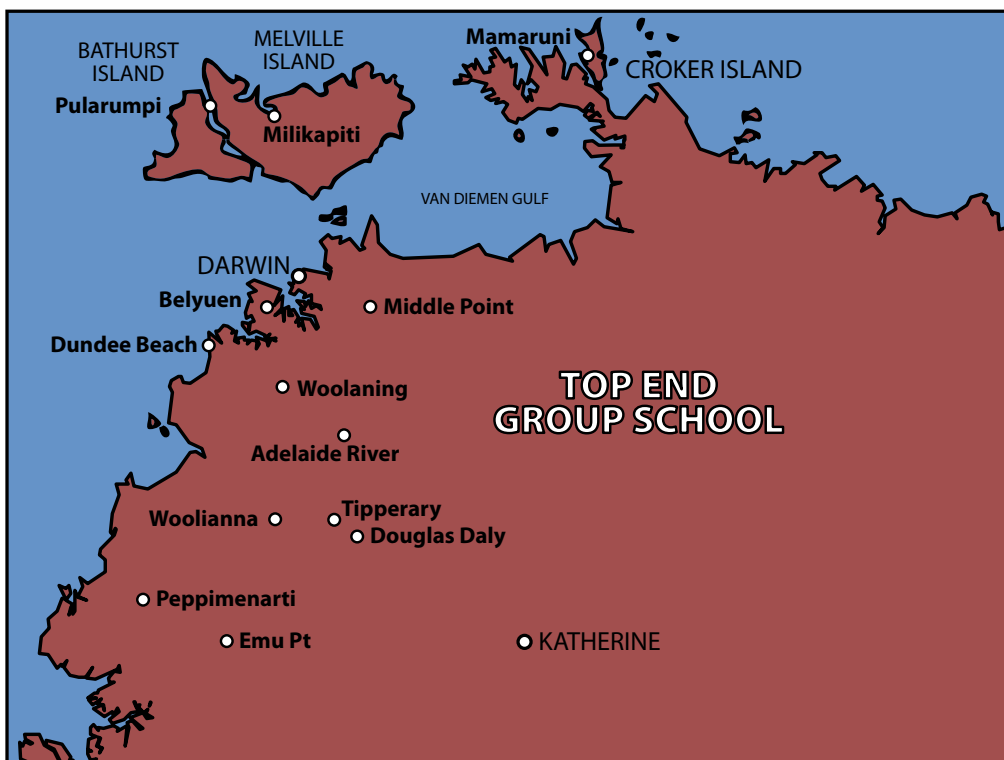 BATHURST
ISLAND
MELVILLE
ISLAND
Mamaruni
CROKER ISLAND
Pularumpi
Milikapiti
VAN DIEMEN GULF
DARWIN
Belyuen
Middle Point
Dundee Beach
Woolaning
TOP END
GROUP SCHOOL
Adelaide River
Woolianna
Tipperary
Douglas Daly
Peppimenarti
Emu Pt
KATHERINE